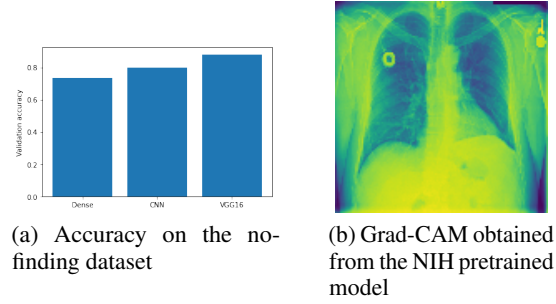 0.8
0.6
0.4
0.2
0.0
Validation accuracy
Dense CNN VGG16
(a) Accuracy on the no-
finding dataset
(b) Grad-CAM obtained
from the NIH pretrained
model